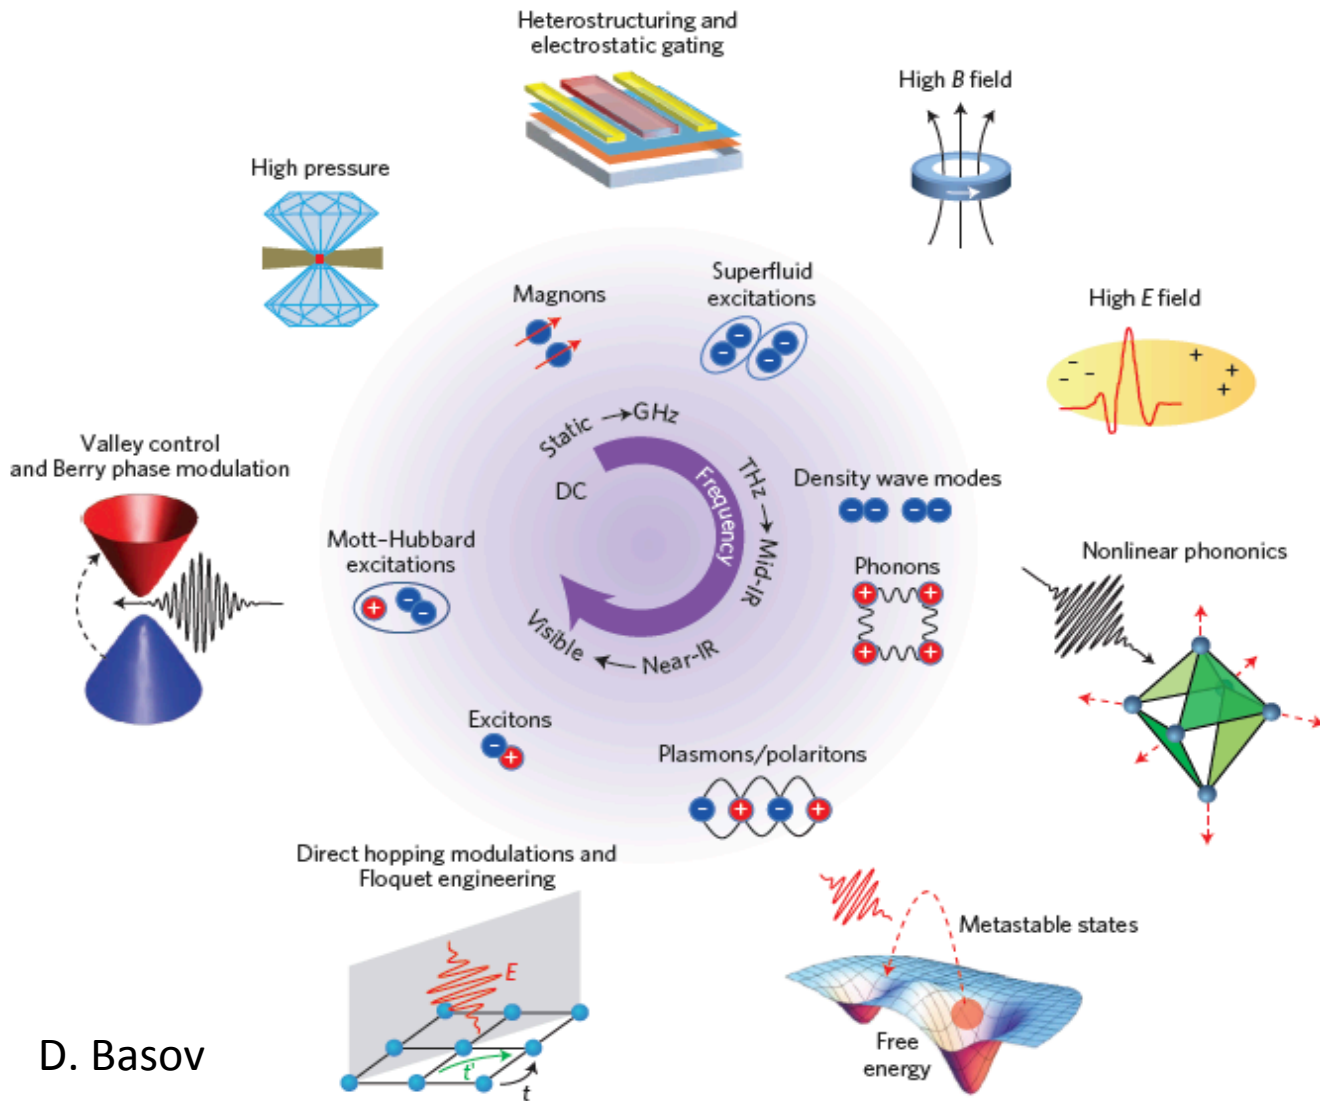 Heterostructuring and
electrostatic gating
High B field
High pressure
Superfluid
excitations
Magnons
High E field
- - -
+ + +
Static → GHz
DC
Frequency
THz → Mid-IR
Near-IR → Visible
Valley control
and Berry phase modulation
Density wave modes
Mott–Hubbard
excitations
Phonons
Nonlinear phononics
Excitons
Plasmons/polaritons
Direct hopping modulations and
Floquet engineering
E
t'
t
Metastable states
Free
energy
D. Basov